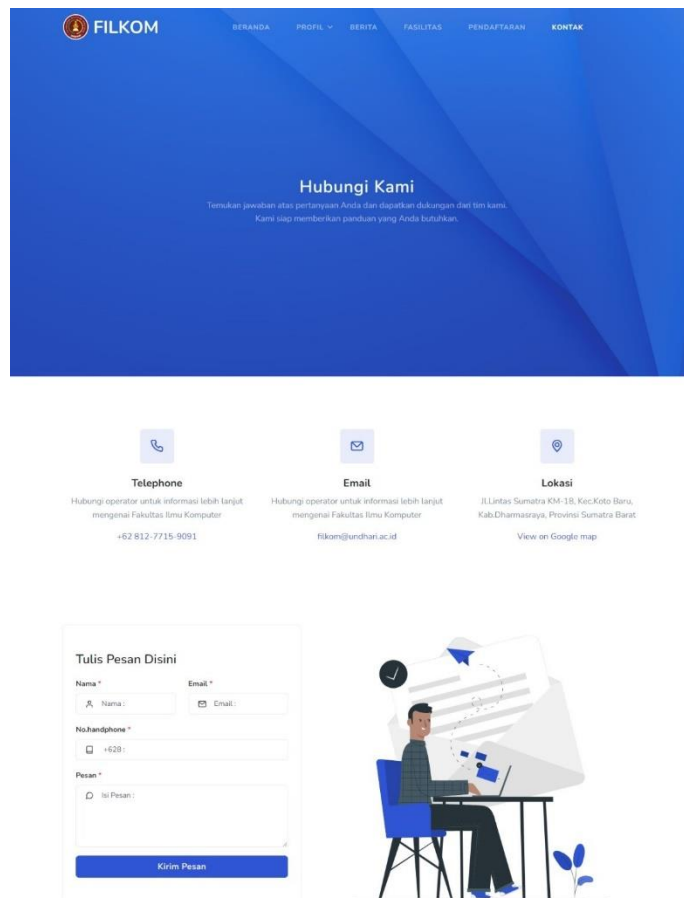 FILKOM
BERANDA PROFIL BERITA FASILITAS PENDAFTARAN KONTAK
Hubungi Kami
Temukan jawaban atas pertanyaan Anda dan dapatkan dukungan dari tim kami.
Kami siap memberikan panduan yang Anda butuhkan.
Telephone
Hubungi operator untuk informasi lebih lanjut
mengenai Fakultas Ilmu Komputer
+62 812-7715-9091
Email
Hubungi operator untuk informasi lebih lanjut
mengenai Fakultas Ilmu Komputer
filkom@undhari.ac.id
Lokasi
Jl.Lintas Sumatra KM-18, Kec.Koto Baru,
Kab.Dharmasraya, Provinsi Sumatra Barat
View on Google map
Tulis Pesan Disini
Nama * Email *
Nama : Email :
No.handphone *
+628 :
Pesan *
Isi Pesan :
Kirim Pesan